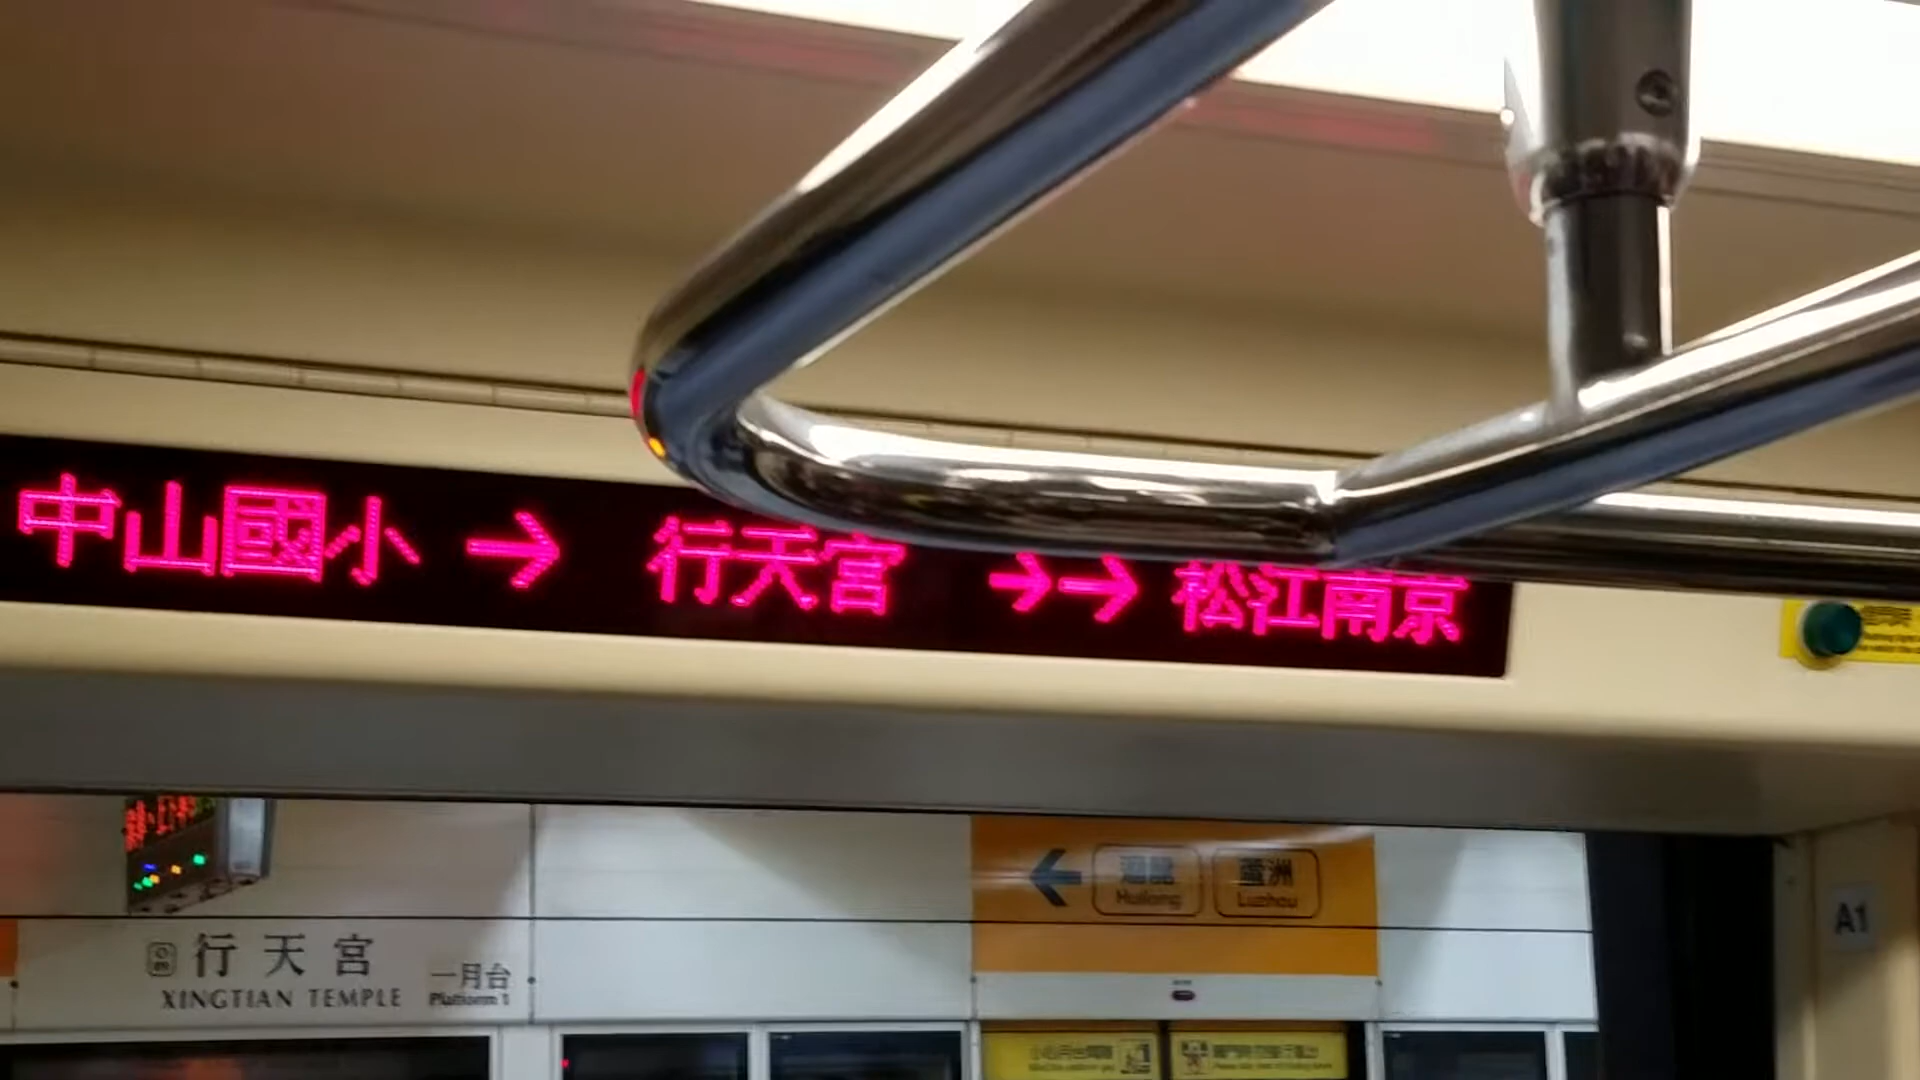 中山國小 → 行天宮 →→ 松江南京
← 迴龍 蘆洲
Huilong Luzhou
行天宮
XINGTIAN TEMPLE
一月台
Platform 1
A1